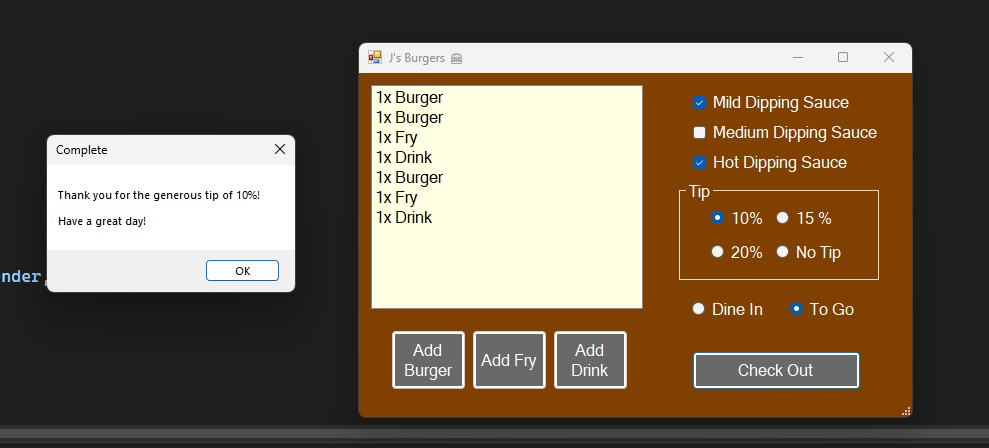 J's Burgers
1x Burger
1x Burger
1x Fry
1x Drink
1x Burger
1x Fry
1x Drink
Mild Dipping Sauce
Medium Dipping Sauce
Hot Dipping Sauce
Tip
10% 15 %
20% No Tip
Dine In To Go
Add Burger
Add Fry
Add Drink
Check Out
Complete
Thank you for the generous tip of 10%!
Have a great day!
OK
nder,